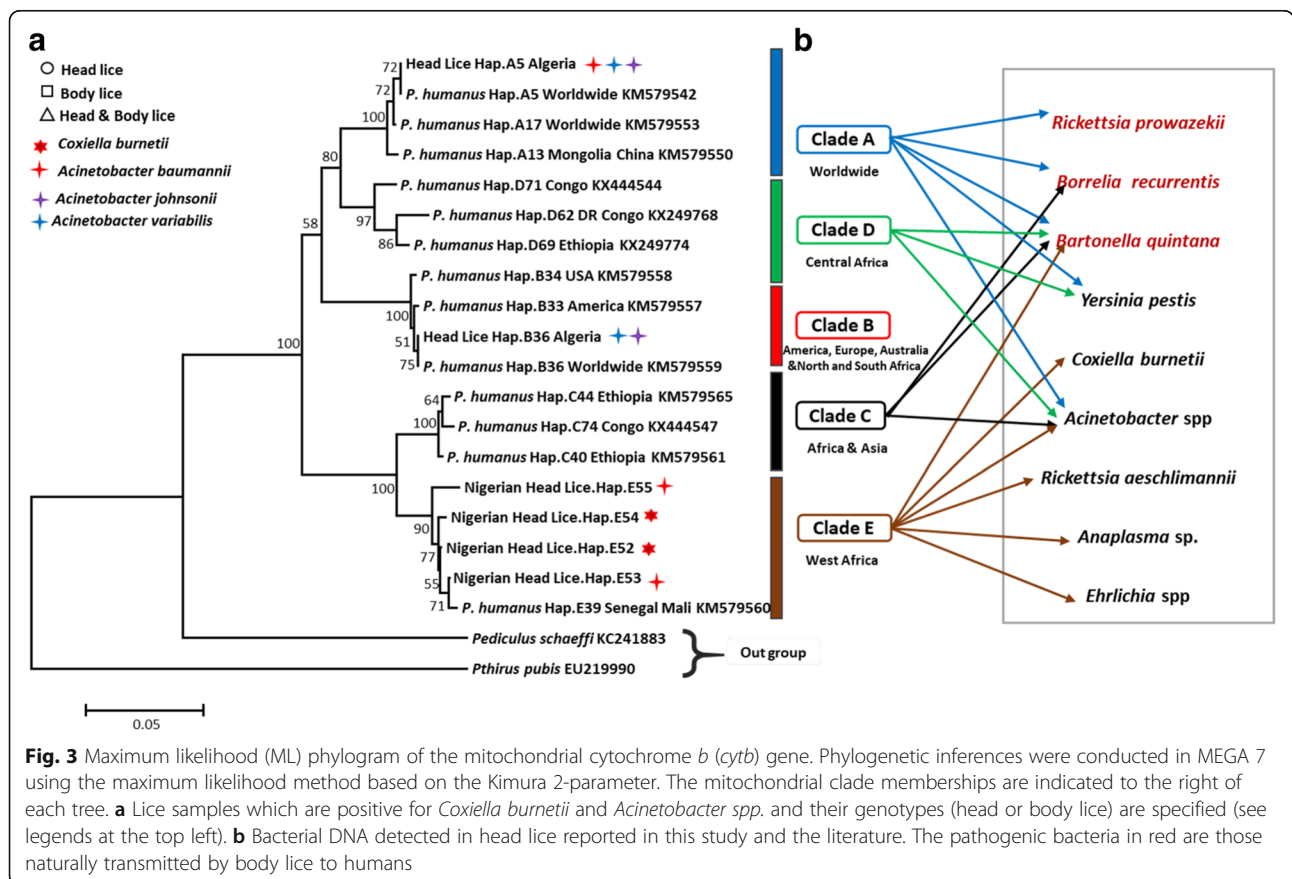 a
Head lice
Body lice
Head & Body lice
Coxiella burnetii
Acinetobacter baumannii
Acinetobacter johnsonii
Acinetobacter variabilis
72
72
100
80
58
97
86
100
51
75
100
64
100
100
90
77
55
71
Head Lice Hap.A5 Algeria
P. humanus Hap.A5 Worldwide KM579542
P. humanus Hap.A17 Worldwide KM579553
P. humanus Hap.A13 Mongolia China KM579550
P. humanus Hap.D71 Congo KX444544
P. humanus Hap.D62 DR Congo KX249768
P. humanus Hap.D69 Ethiopia KX249774
P. humanus Hap.B34 USA KM579558
P. humanus Hap.B33 America KM579557
Head Lice Hap.B36 Algeria
P. humanus Hap.B36 Worldwide KM579559
P. humanus Hap.C44 Ethiopia KM579565
P. humanus Hap.C74 Congo KX444547
P. humanus Hap.C40 Ethiopia KM579561
Nigerian Head Lice.Hap.E55
Nigerian Head Lice.Hap.E54
Nigerian Head Lice.Hap.E52
Nigerian Head Lice.Hap.E53
P. humanus Hap.E39 Senegal Mali KM579560
Pediculus schaeffi KC241883
Pthirus pubis EU219990
Out group
0.05
b
Clade A
Worldwide
Clade D
Central Africa
Clade B
America, Europe, Australia
&North and South Africa
Clade C
Africa & Asia
Clade E
West Africa
Rickettsia prowazekii
Borrelia recurrentis
Bartonella quintana
Yersinia pestis
Coxiella burnetii
Acinetobacter spp
Rickettsia aeschlimannii
Anaplasma sp.
Ehrlichia spp
Fig. 3 Maximum likelihood (ML) phylogram of the mitochondrial cytochrome b (cytb) gene. Phylogenetic inferences were conducted in MEGA 7
using the maximum likelihood method based on the Kimura 2-parameter. The mitochondrial clade memberships are indicated to the right of
each tree. a Lice samples which are positive for Coxiella burnetii and Acinetobacter spp. and their genotypes (head or body lice) are specified (see
legends at the top left). b Bacterial DNA detected in head lice reported in this study and the literature. The pathogenic bacteria in red are those
naturally transmitted by body lice to humans